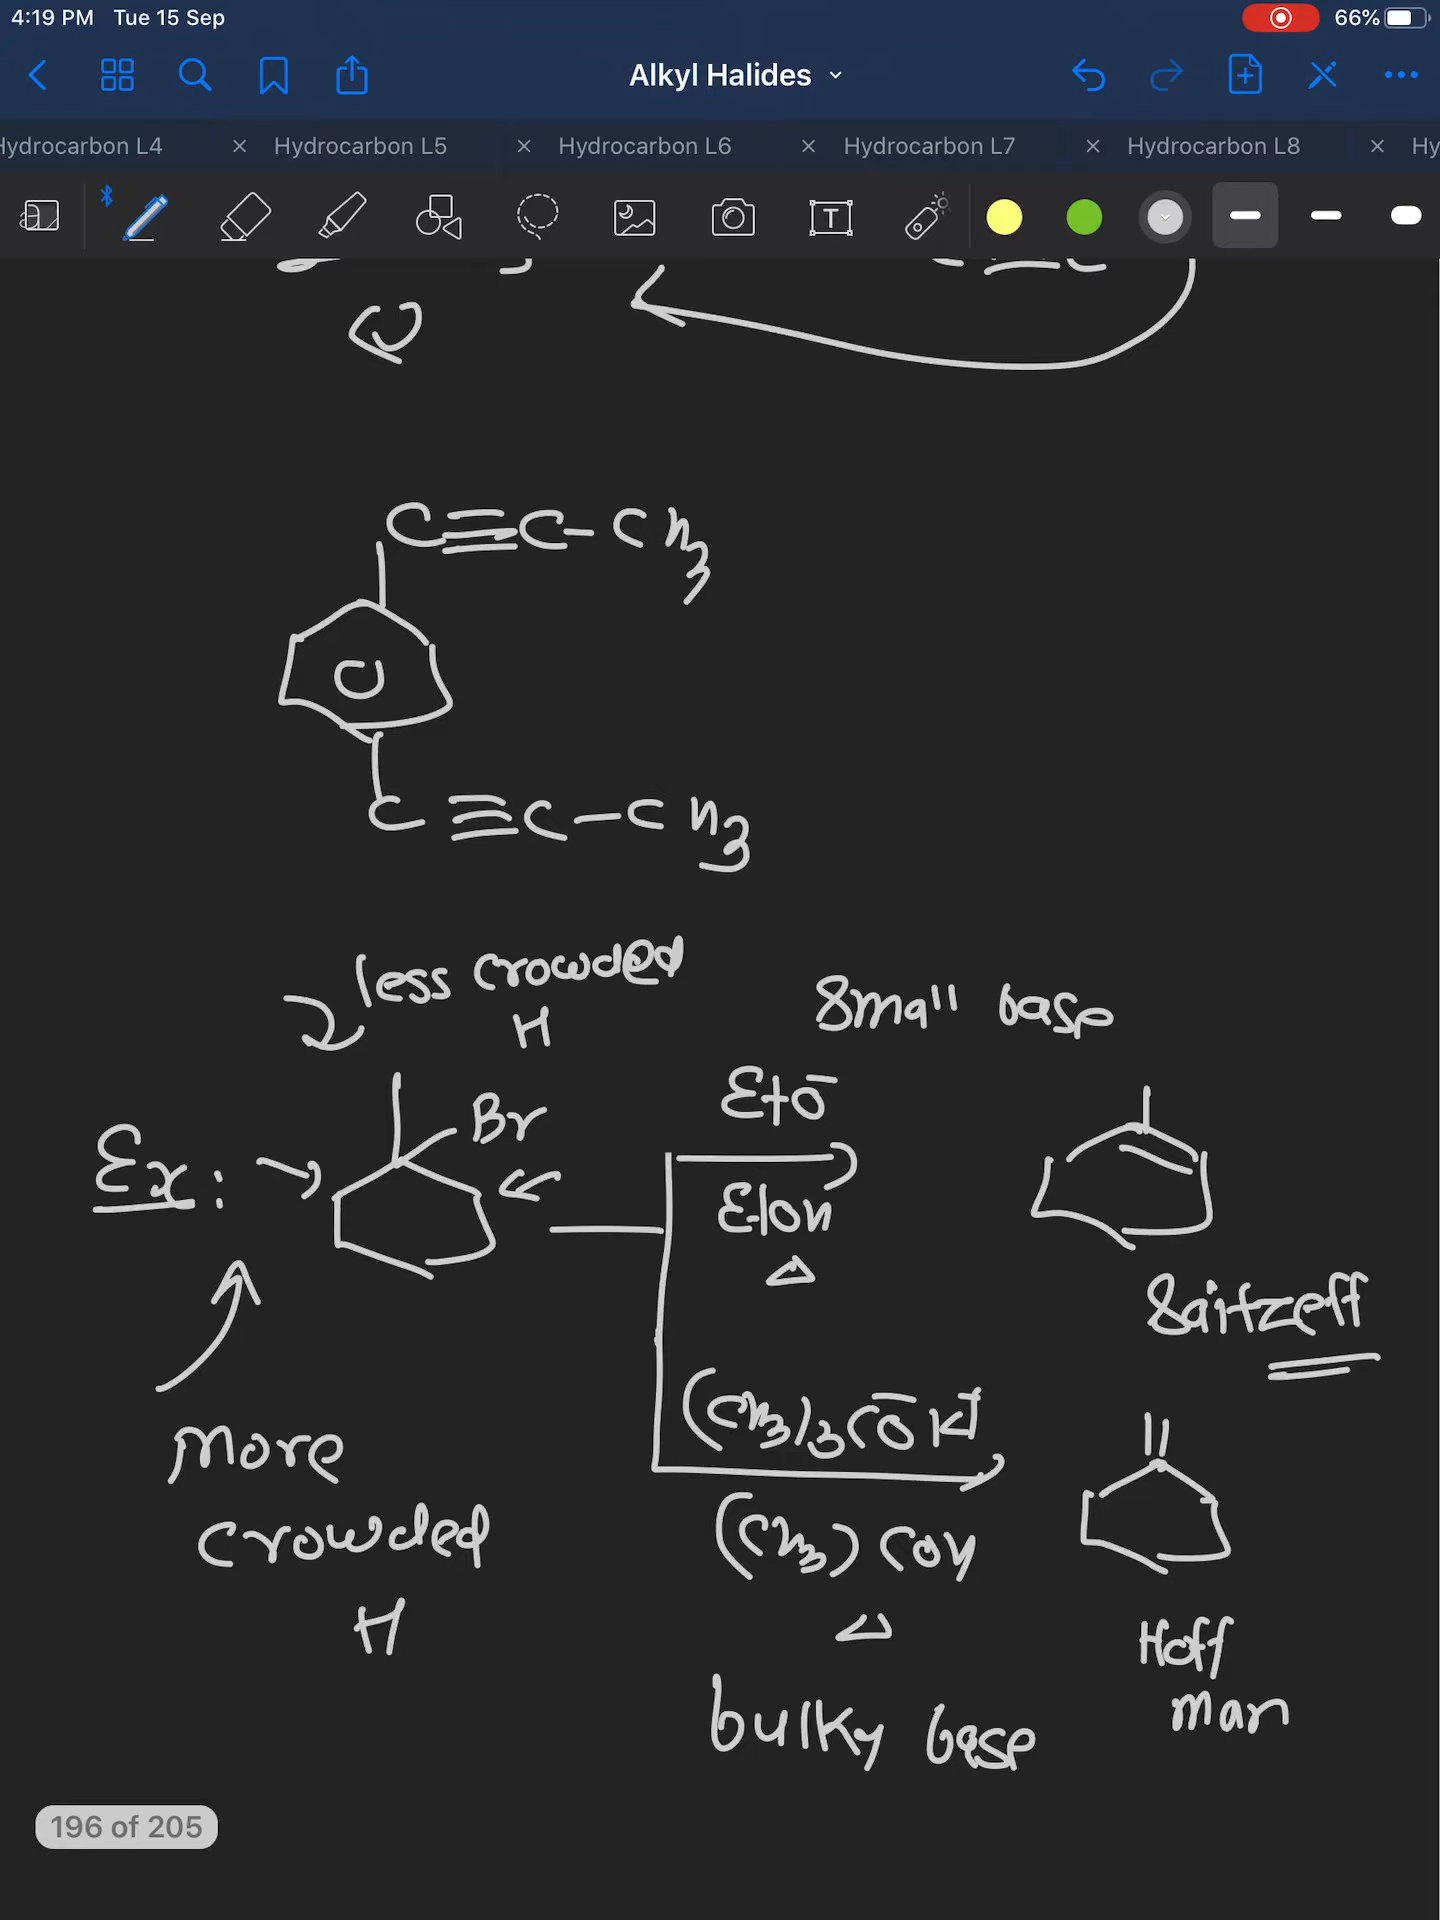 4:19 PM Tue 15 Sep 66%
Alkyl Halides
Hydrocarbon L4 × Hydrocarbon L5 × Hydrocarbon L6 × Hydrocarbon L7 × Hydrocarbon L8 × Hy
T
C≡C-CH3
C≡C-CH3
less crowded
H
Small base
EtO⁻
Br
Ex:
EtOH
Δ
Saitzeff
(CH3)3CO⁻K⁺
more
crowded
H
(CH3)COH
Δ
Hoff
man
bulky base
196 of 205